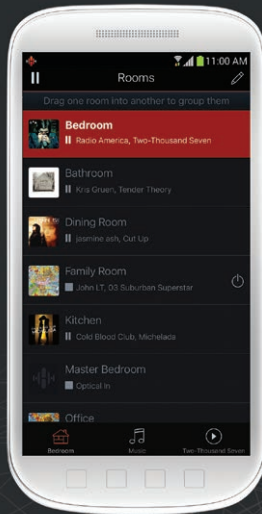 11:00 AM
Rooms
Drag one room into another to group them
Bedroom
Radio America, Two-Thousand Seven
Bathroom
Kris Gruen, Tender Theory
Dining Room
jasmine ash, Cut Up
Family Room
John LT, 03 Suburban Superstar
Kitchen
Cold Blood Club, Michelada
Master Bedroom
Optical In
Office
Bedroom
Music
Two-Thousand Seven